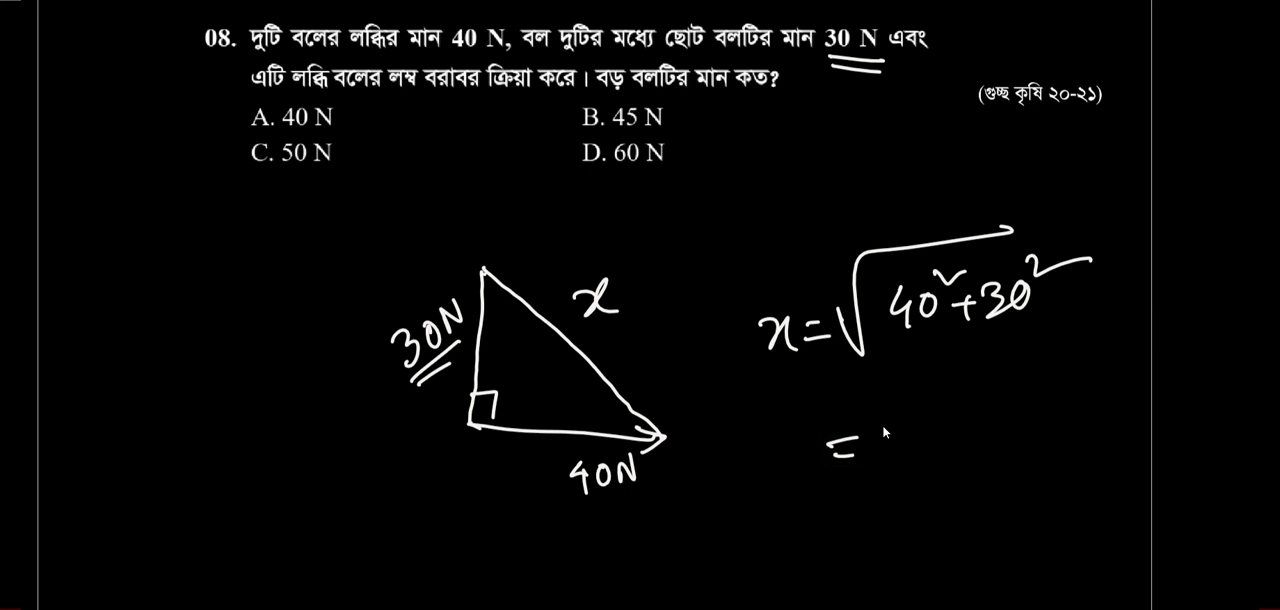 08. দুটি বলের লব্ধির মান 40 N, বল দুটির মধ্যে ছোট বলটির মান 30 N এবং
এটি লব্ধি বলের লম্ব বরাবর ক্রিয়া করে। বড় বলটির মান কত?
(গুচ্ছ কৃষি ২০-২১)
A. 40 N B. 45 N
C. 50 N D. 60 N
30N
x
40N
x=√40²+30²
=